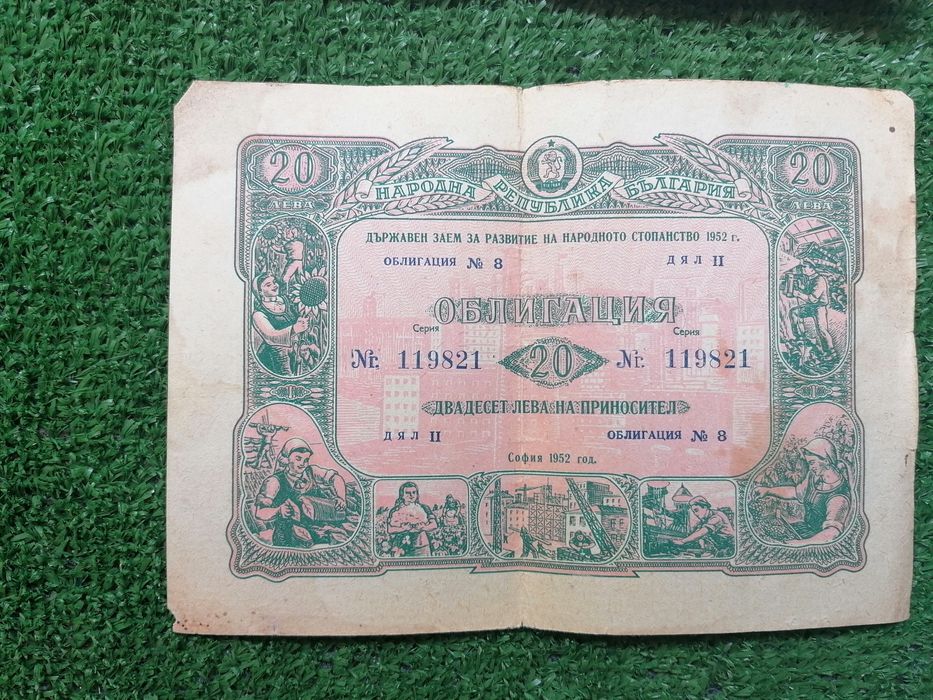 20 20
ЛЕВА ЛЕВА
НАРОДНА РЕПУБЛИКА БЪЛГАРИЯ
ДЪРЖАВЕН ЗАЕМ ЗА РАЗВИТИЕ НА НАРОДНОТО СТОПАНСТВО 1952 г.
ОБЛИГАЦИЯ № 8 ДЯЛ II
ОБЛИГАЦИЯ
Серия Серия
№. 119821 20 №. 119821
ДВАДЕСЕТ ЛЕВА НА ПРИНОСИТЕЛ
ДЯЛ II ОБЛИГАЦИЯ № 8
София 1952 год.